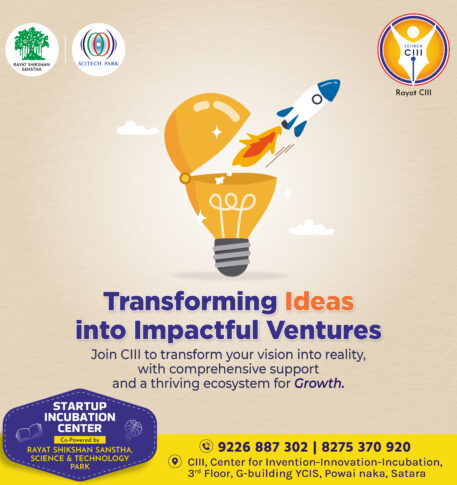 RAYAT SHIKSHAN
SANSTHA
SCITECH PARK
CIII
Rayat CIII
Transforming Ideas
into Impactful Ventures
Join CIII to transform your vision into reality,
with comprehensive support
and a thriving ecosystem for Growth.
STARTUP
INCUBATION
CENTER
Co-Powered by
RAYAT SHIKSHAN SANSTHA,
SCIENCE & TECHNOLOGY
PARK
9226 887 302 | 8275 370 920
CIII, Center for Invention-Innovation-Incubation,
3rd Floor, G-building YCIS, Powai naka, Satara